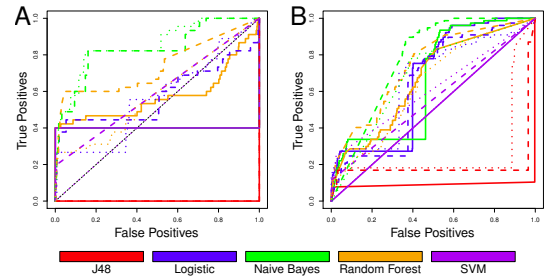 A
B
True Positives
1.0
0.8
0.6
0.4
0.2
0.0
0.0 0.2 0.4 0.6 0.8 1.0
False Positives
True Positives
1.0
0.8
0.6
0.4
0.2
0.0
0.0 0.2 0.4 0.6 0.8 1.0
False Positives
J48 Logistic Naive Bayes Random Forest SVM